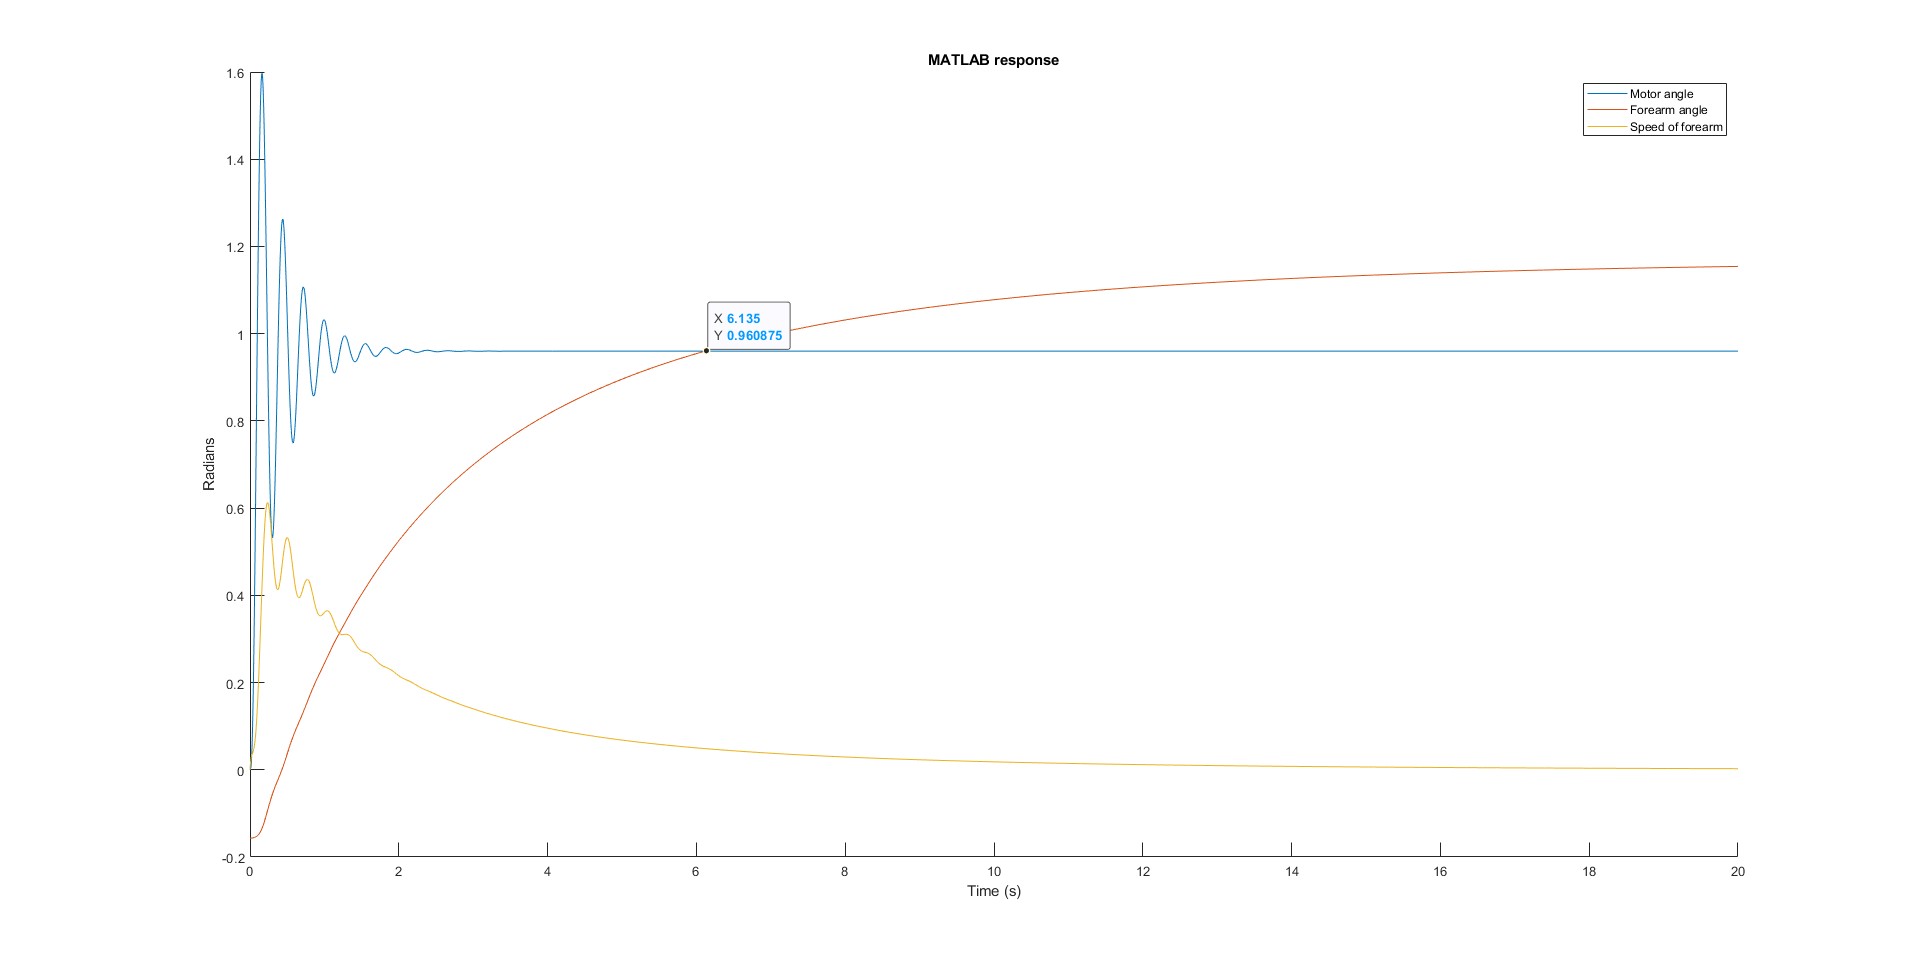 MATLAB response
1.6
1.4
1.2
1
0.8
0.6
0.4
0.2
0
-0.2
Radians
Motor angle
Forearm angle
Speed of forearm
X 6.135
Y 0.960875
0 2 4 6 8 10 12 14 16 18 20
Time (s)